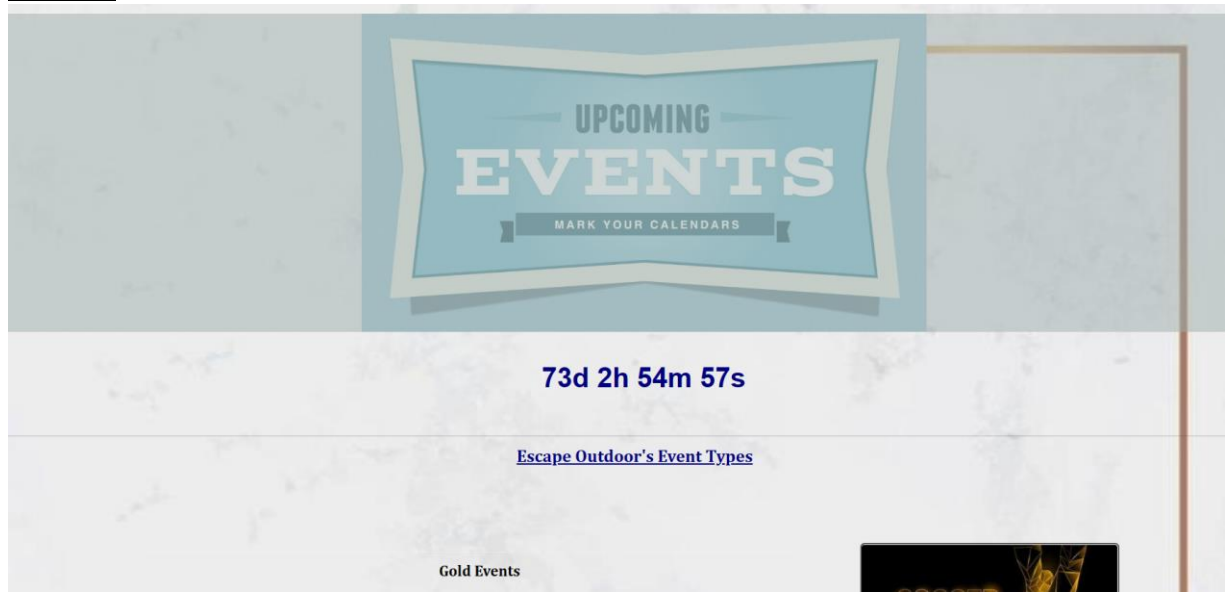 UPCOMING
EVENTS
MARK YOUR CALENDARS
73d 2h 54m 57s
Escape Outdoor's Event Types
Gold Events